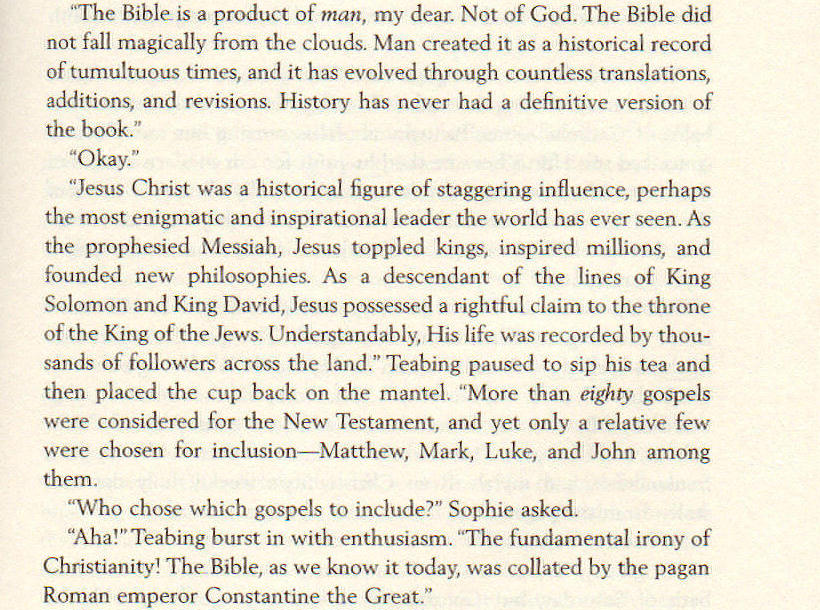 “The Bible is a product of man, my dear. Not of God. The Bible did
not fall magically from the clouds. Man created it as a historical record
of tumultuous times, and it has evolved through countless translations,
additions, and revisions. History has never had a definitive version of
the book.”
“Okay.”
“Jesus Christ was a historical figure of staggering influence, perhaps
the most enigmatic and inspirational leader the world has ever seen. As
the prophesied Messiah, Jesus toppled kings, inspired millions, and
founded new philosophies. As a descendant of the lines of King
Solomon and King David, Jesus possessed a rightful claim to the throne
of the King of the Jews. Understandably, His life was recorded by thou-
sands of followers across the land.” Teabing paused to sip his tea and
then placed the cup back on the mantel. “More than eighty gospels
were considered for the New Testament, and yet only a relative few
were chosen for inclusion—Matthew, Mark, Luke, and John among
them.
“Who chose which gospels to include?” Sophie asked.
“Aha!” Teabing burst in with enthusiasm. “The fundamental irony of
Christianity! The Bible, as we know it today, was collated by the pagan
Roman emperor Constantine the Great.”